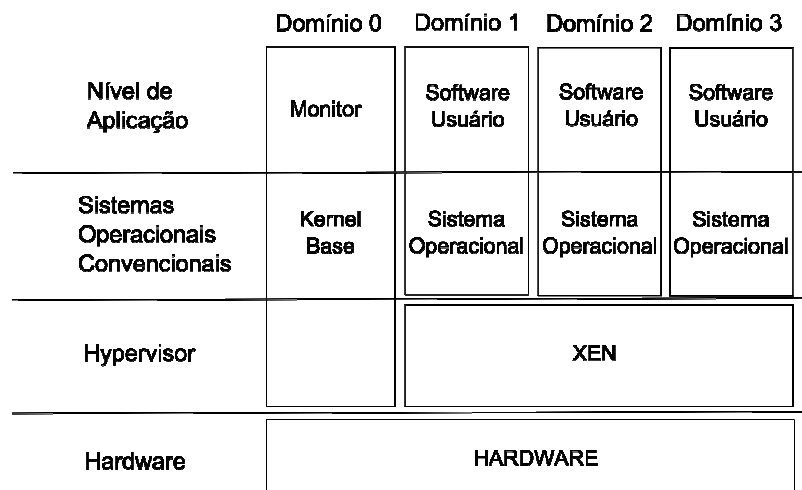 Domínio 0 Domínio 1 Domínio 2 Domínio 3
Nível de
Aplicação
Monitor
Software
Usuário
Software
Usuário
Software
Usuário
Sistemas
Operacionais
Convencionais
Kernel
Base
Sistema
Operacional
Sistema
Operacional
Sistema
Operacional
Hypervisor
XEN
Hardware
HARDWARE